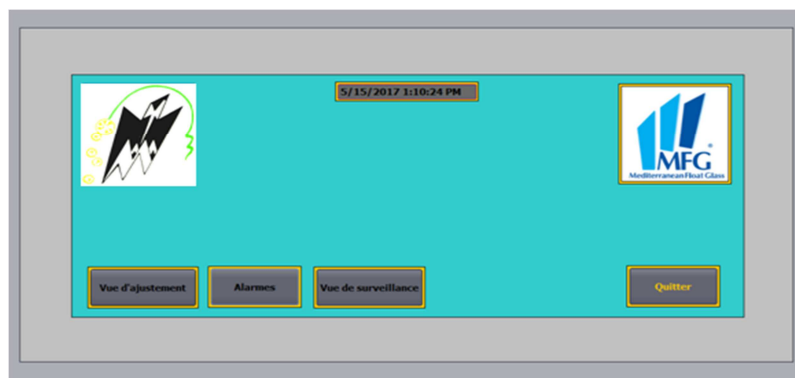 5/15/2017 1:10:24 PM
MFG
Mediterranean Float Glass
Vue d'ajustement
Alarmes
Vue de surveillance
Quitter